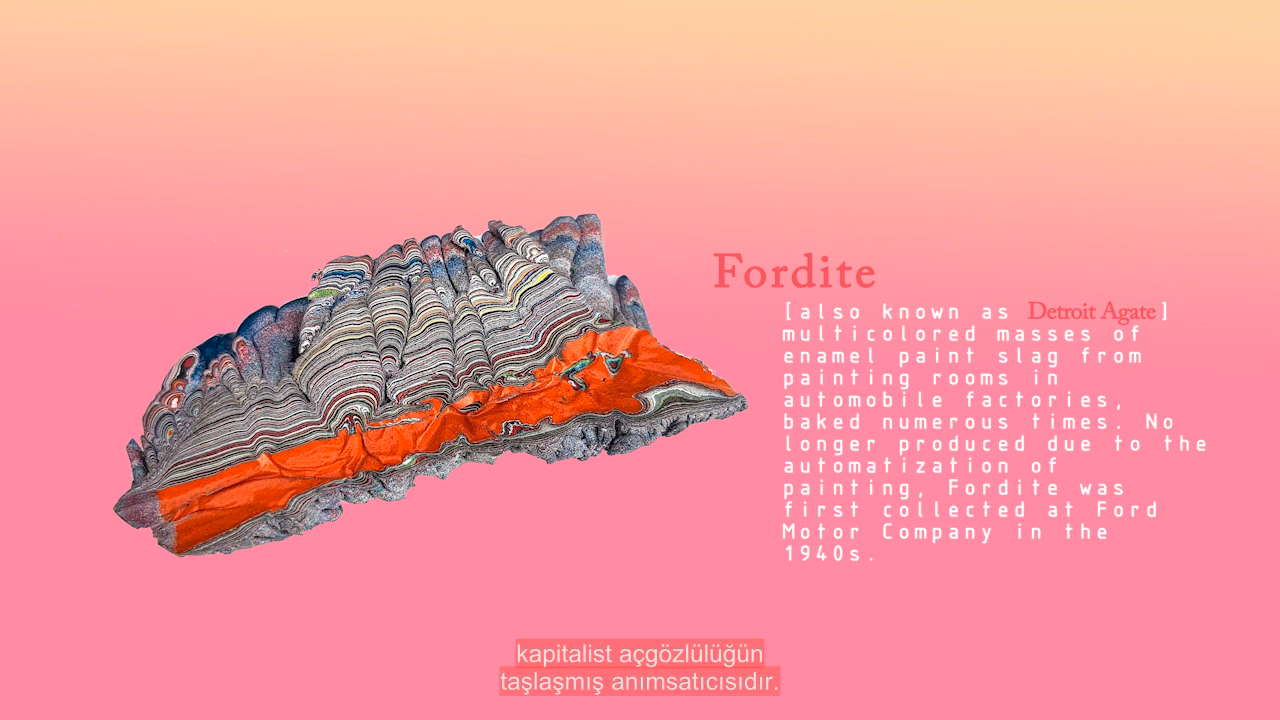 Fordite
[also known as Detroit Agate]
multicolored masses of
enamel paint slag from
painting rooms in
automobile factories,
baked numerous times. No
longer produced due to the
automatization of
painting, Fordite was
first collected at Ford
Motor Company in the
1940s.
kapitalist açgözlülüğün
taşlaşmış anımsatıcısıdır.